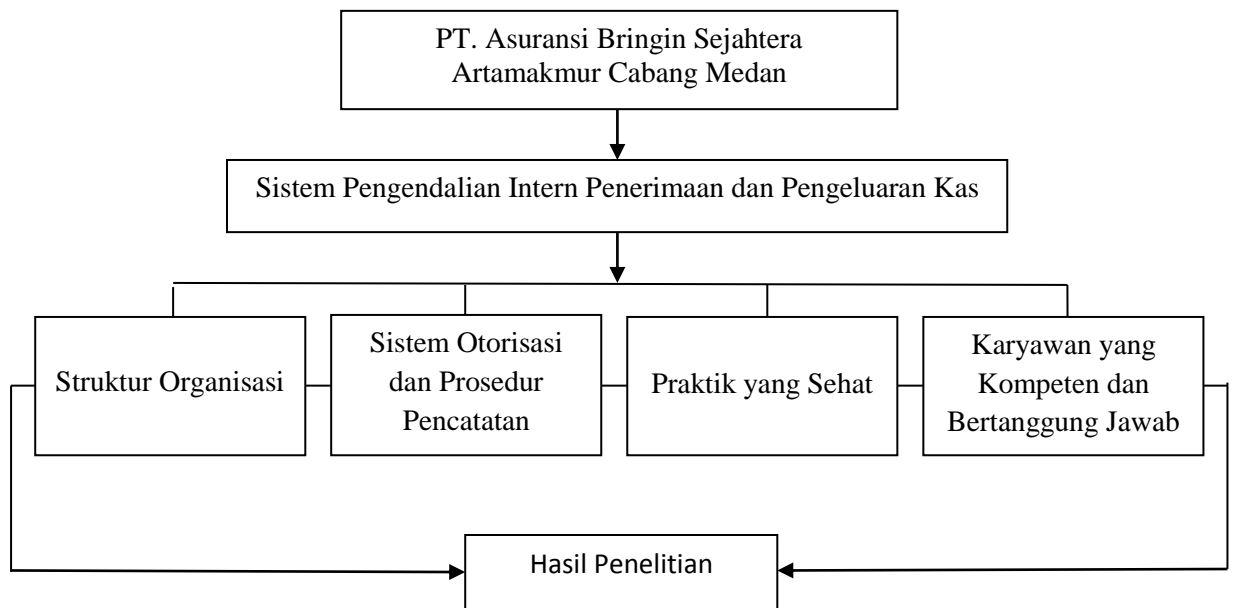 PT. Asuransi Bringin Sejahtera
Artamakmur Cabang Medan
Sistem Pengendalian Intern Penerimaan dan Pengeluaran Kas
Struktur Organisasi
Sistem Otorisasi
dan Prosedur
Pencatatan
Praktik yang Sehat
Karyawan yang
Kompeten dan
Bertanggung Jawab
Hasil Penelitian